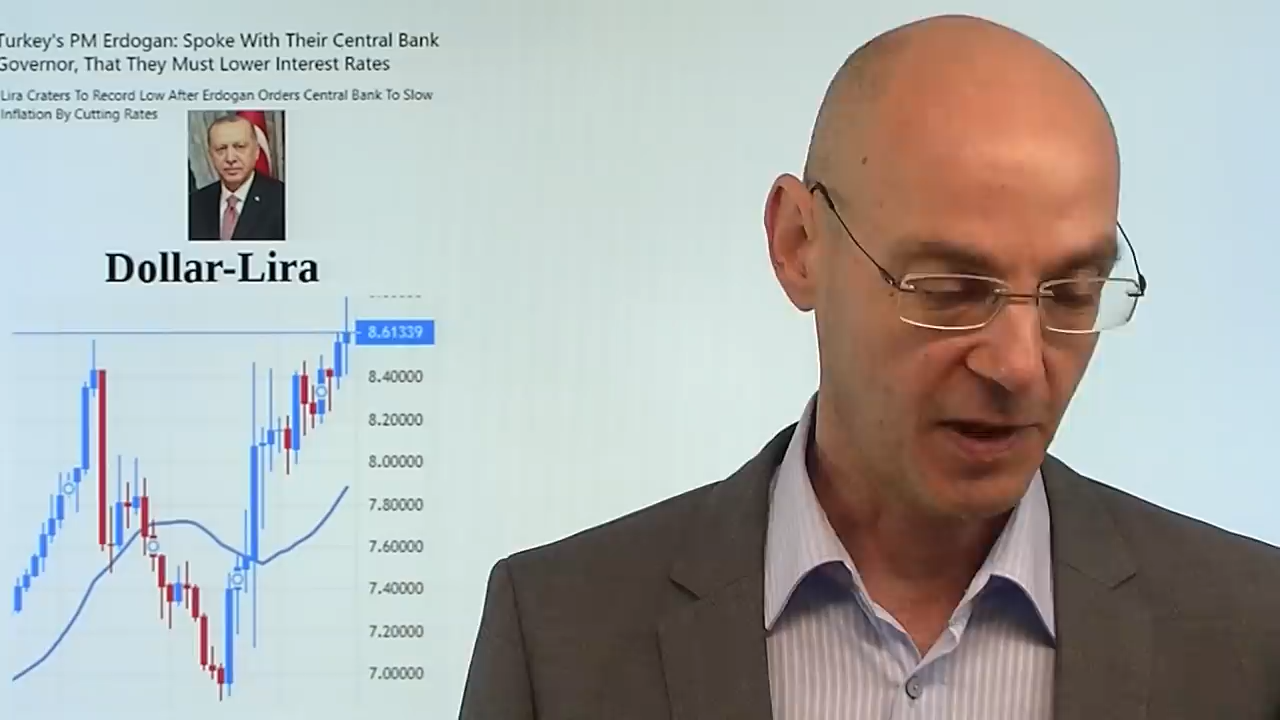 Turkey's PM Erdogan: Spoke With Their Central Bank
Governor, That They Must Lower Interest Rates
Lira Craters To Record Low After Erdogan Orders Central Bank To Slow
Inflation By Cutting Rates
Dollar-Lira
8.61339
8.40000
8.20000
8.00000
7.80000
7.60000
7.40000
7.20000
7.00000